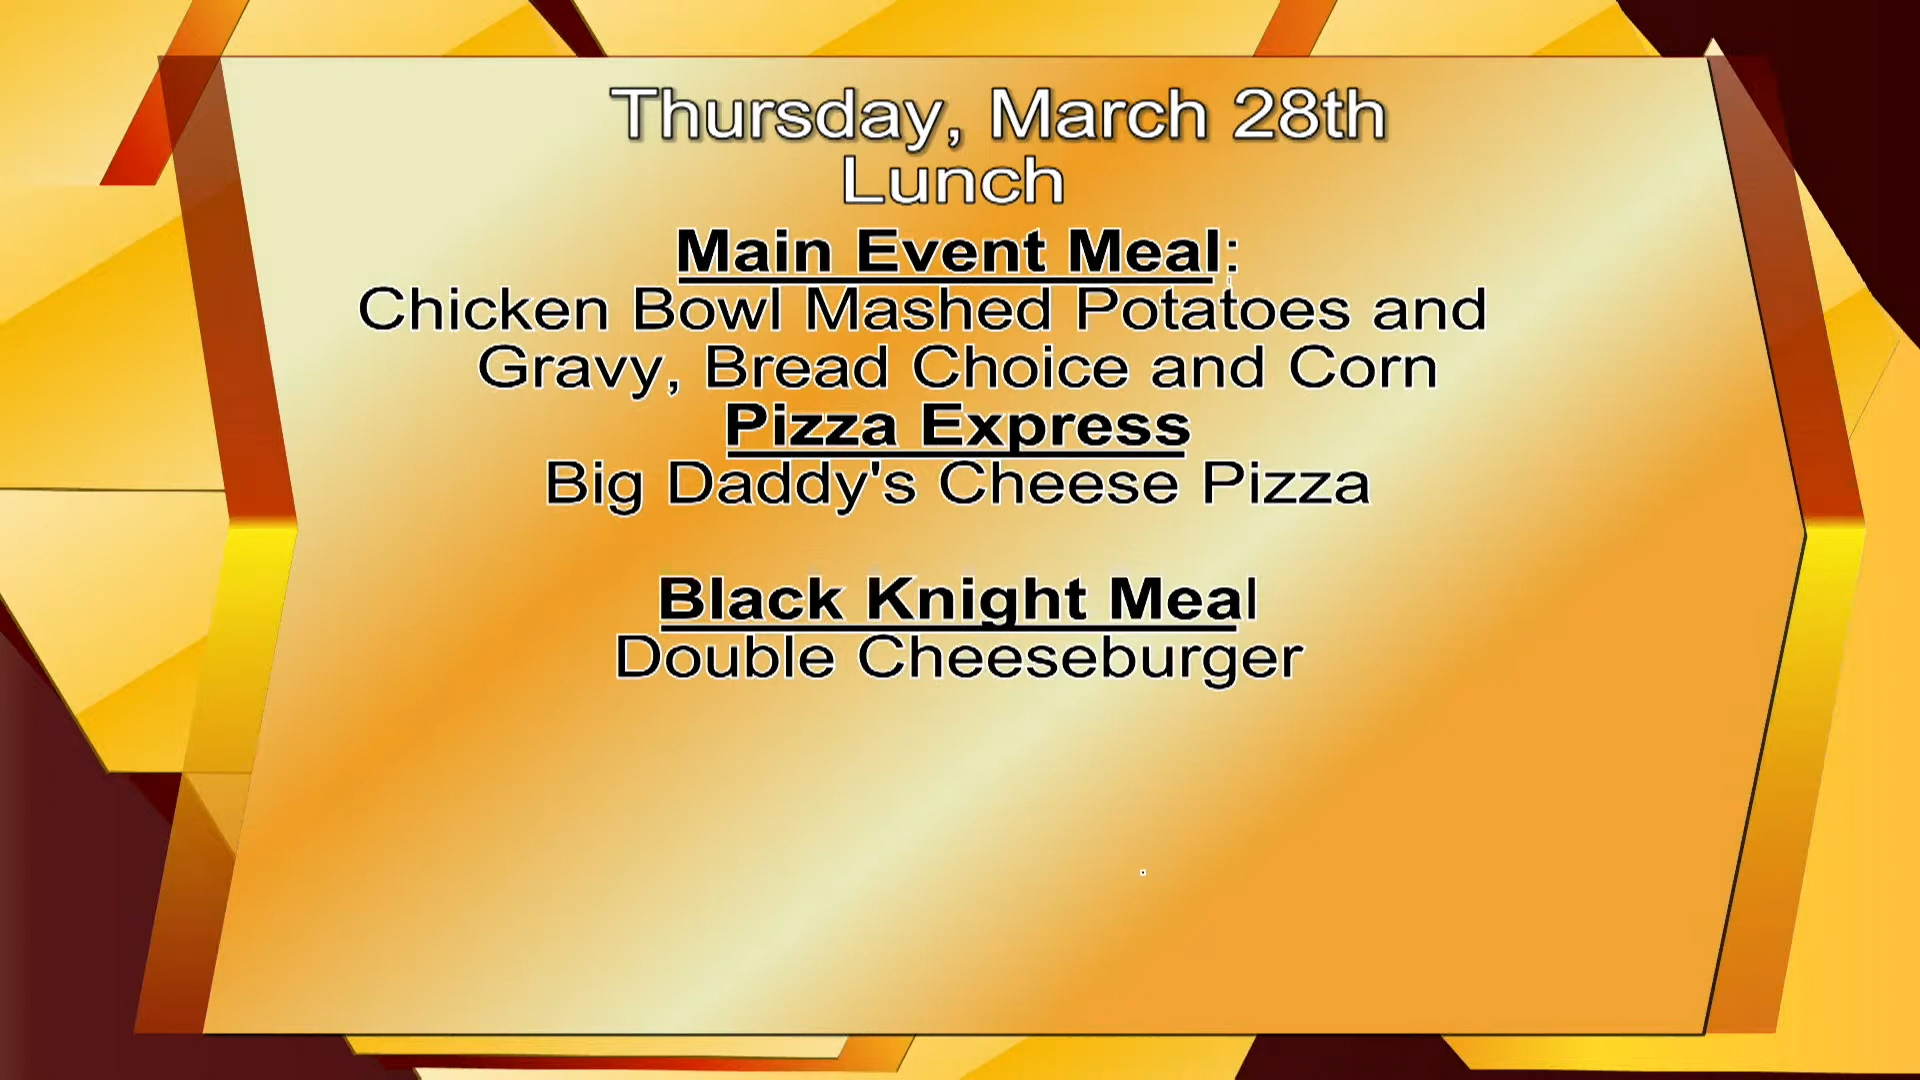 Thursday, March 28th
Lunch
Main Event Meal:
Chicken Bowl Mashed Potatoes and
Gravy, Bread Choice and Corn
Pizza Express
Big Daddy's Cheese Pizza
Black Knight Meal
Double Cheeseburger
.